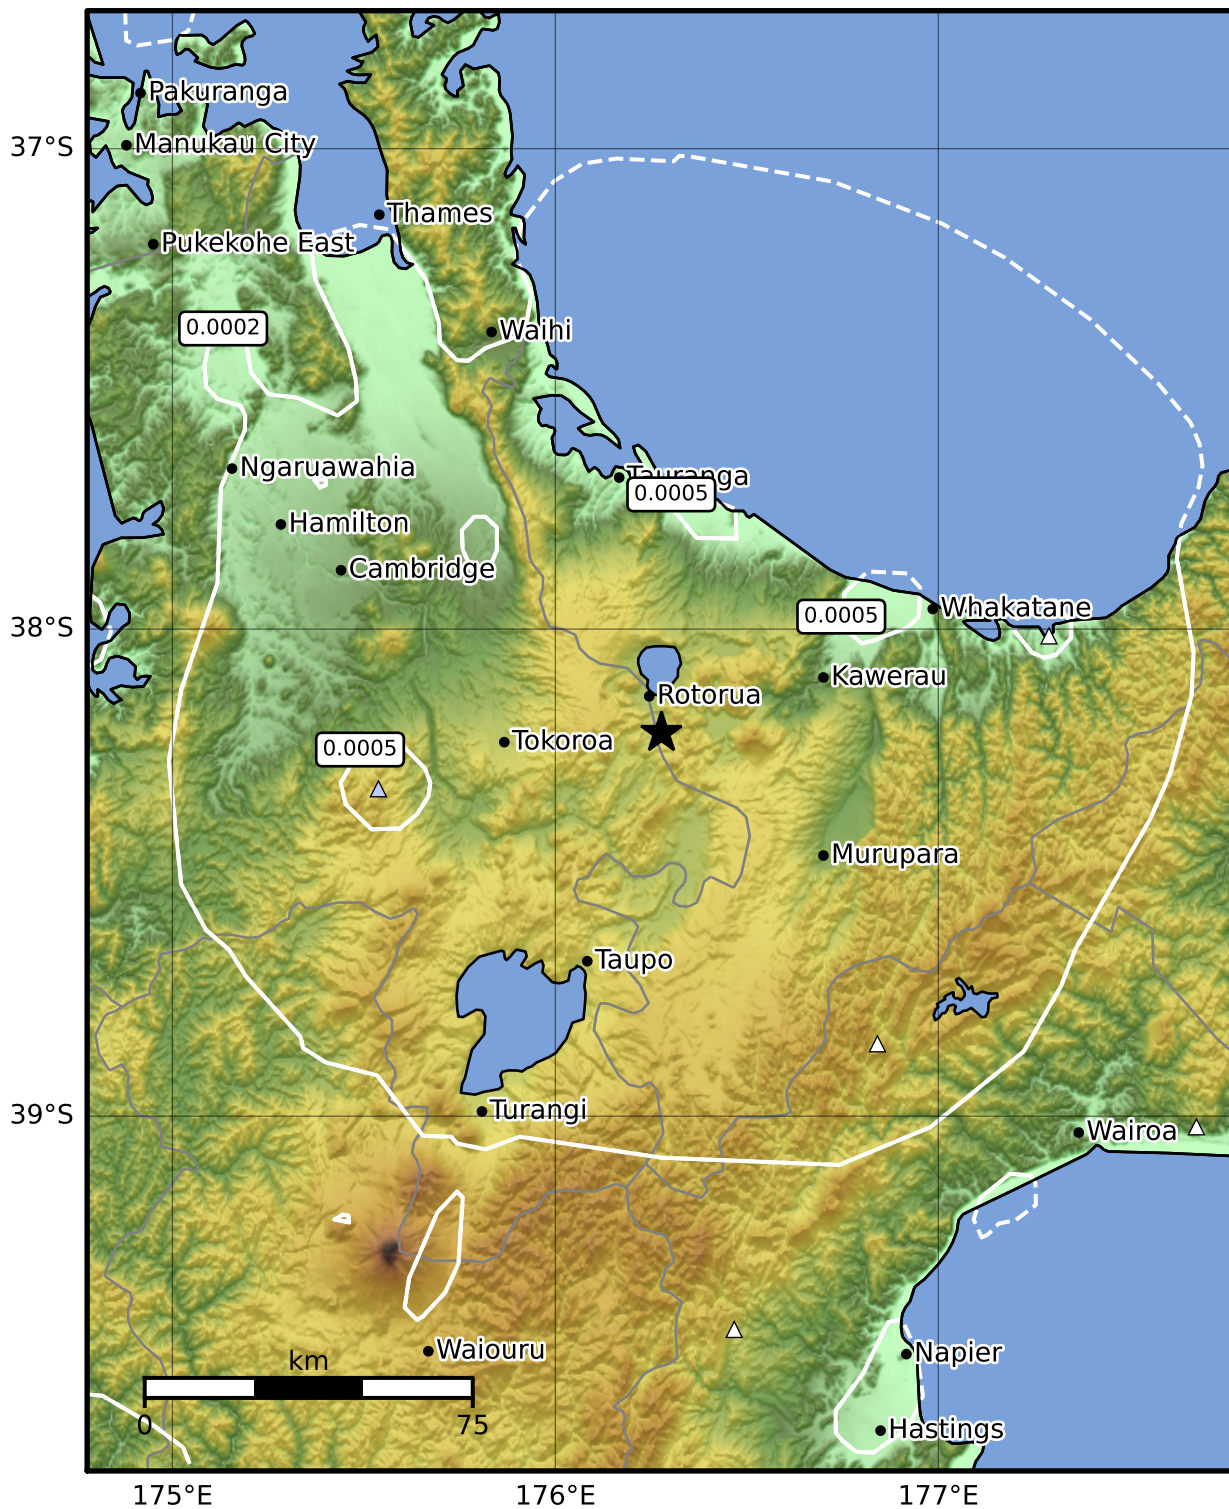 Pakuranga
Manukau City
37°S
Thames
Pukekohe East
0.0002
Waihi
Ngaruawahia
Tauranga
0.0005
Hamilton
Cambridge
Whakatane
0.0005
38°S
Kawerau
Rotorua
Tokoroa
0.0005
Murupara
Taupo
Turangi
39°S
Wairoa
Waiouru
Napier
km
0
75
Hastings
175°E
176°E
177°E